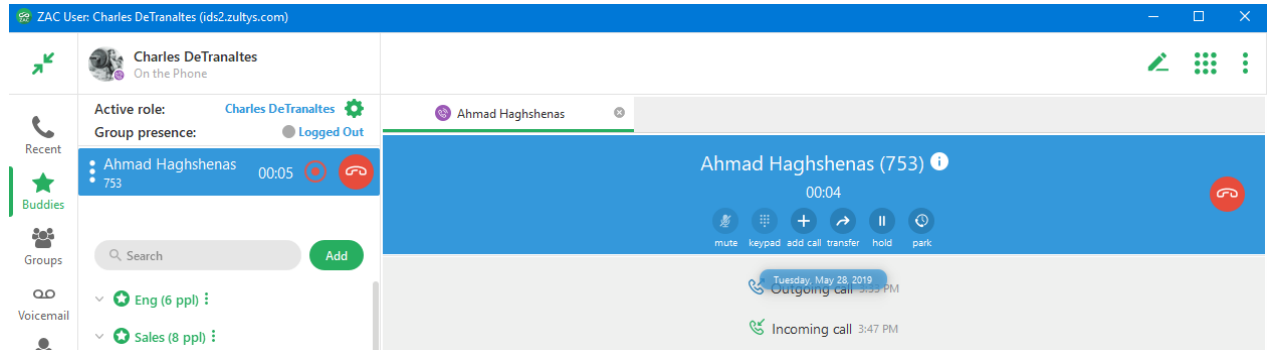 ZAC User: Charles DeTranaltes (ids2.zultys.com)
Charles DeTranaltes
On the Phone
Recent
Buddies
Groups
Voicemail
Active role: Charles DeTranaltes
Group presence: Logged Out
Ahmad Haghshenas
753
00:05
Search
Add
Eng (6 ppl)
Sales (8 ppl)
Ahmad Haghshenas
Ahmad Haghshenas (753)
00:04
mute keypad add call transfer hold park
Tuesday, May 28, 2019
Outgoing call PM
Incoming call 3:47 PM